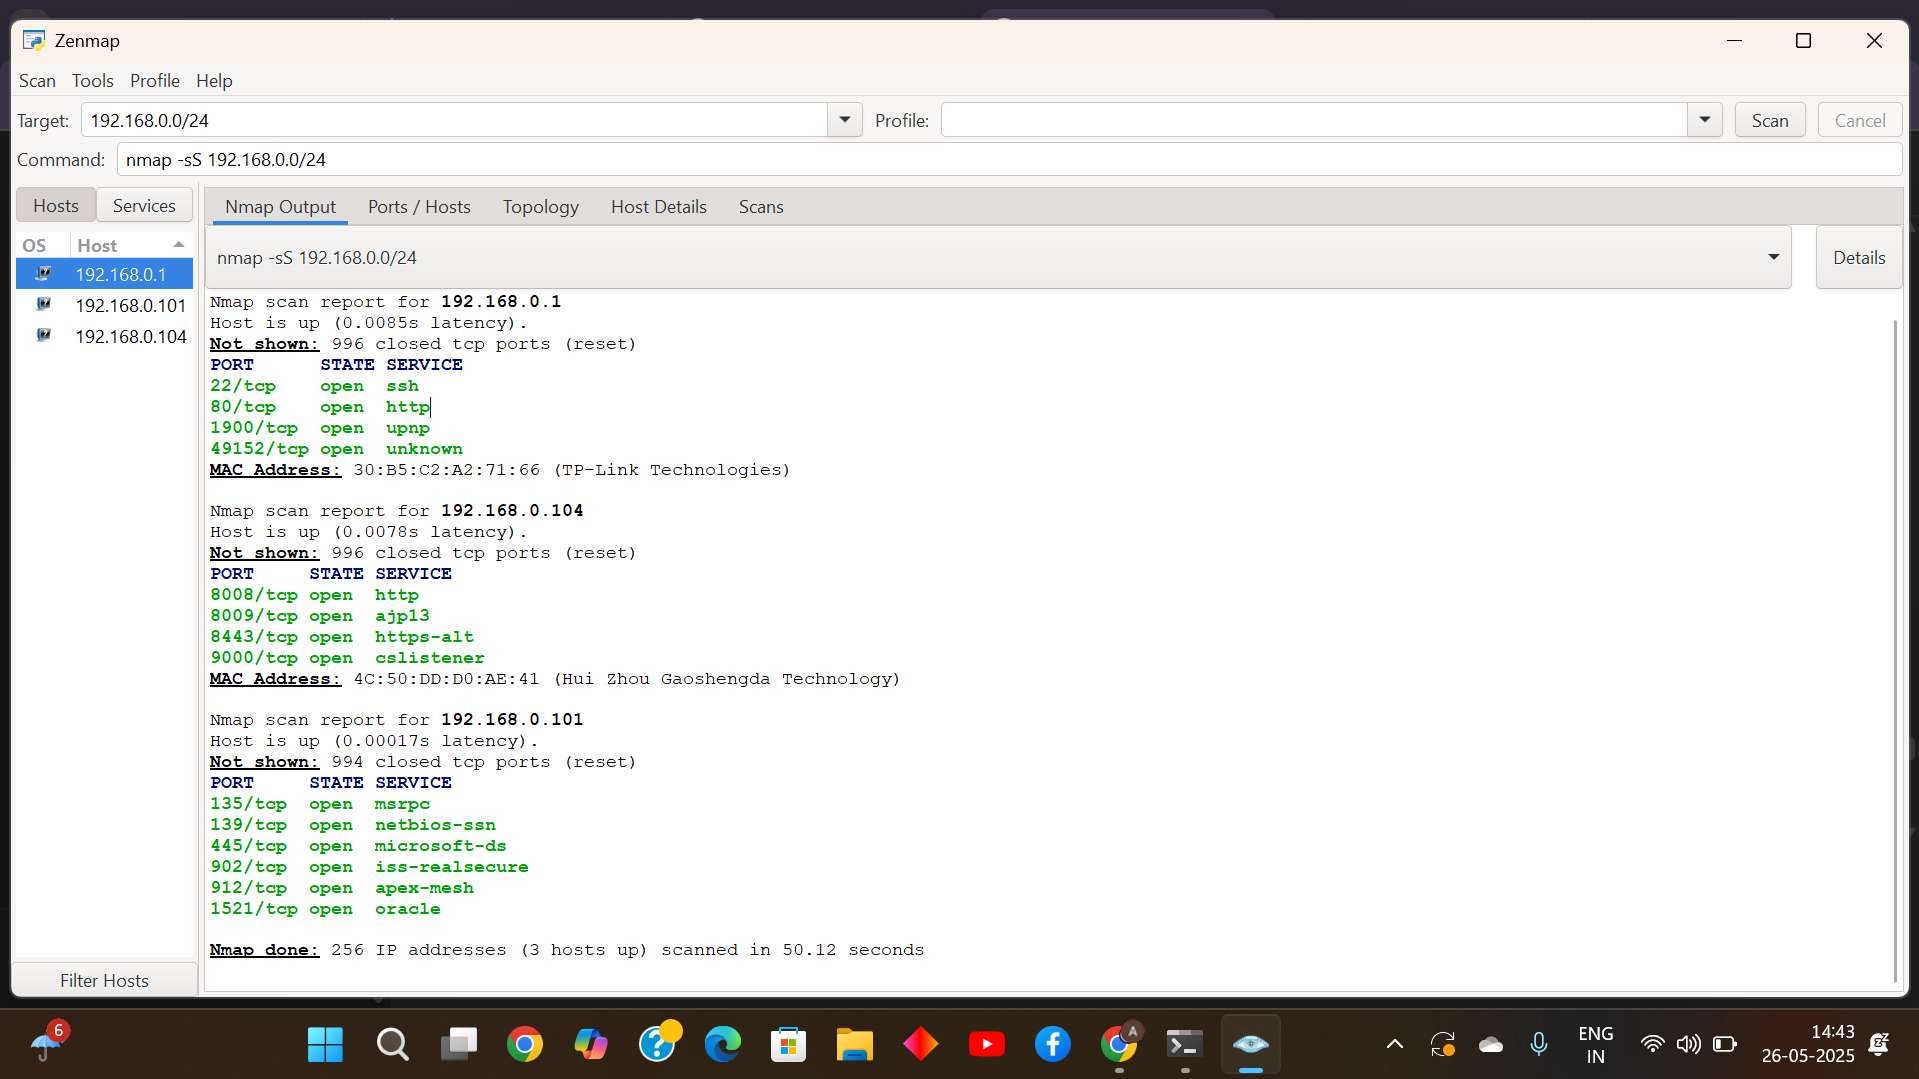 Zenmap
Scan Tools Profile Help
Target: 192.168.0.0/24 Profile: Scan Cancel
Command: nmap -sS 192.168.0.0/24
Hosts Services
Nmap Output Ports / Hosts Topology Host Details Scans
OS Host
192.168.0.1
192.168.0.101
192.168.0.104
nmap -sS 192.168.0.0/24 Details
Nmap scan report for 192.168.0.1
Host is up (0.0085s latency).
Not shown: 996 closed tcp ports (reset)
PORT STATE SERVICE
22/tcp open ssh
80/tcp open http
1900/tcp open upnp
49152/tcp open unknown
MAC Address: 30:B5:C2:A2:71:66 (TP-Link Technologies)
Nmap scan report for 192.168.0.104
Host is up (0.0078s latency).
Not shown: 996 closed tcp ports (reset)
PORT STATE SERVICE
8008/tcp open http
8009/tcp open ajp13
8443/tcp open https-alt
9000/tcp open cslistener
MAC Address: 4C:50:DD:D0:AE:41 (Hui Zhou Gaoshengda Technology)
Nmap scan report for 192.168.0.101
Host is up (0.00017s latency).
Not shown: 994 closed tcp ports (reset)
PORT STATE SERVICE
135/tcp open msrpc
139/tcp open netbios-ssn
445/tcp open microsoft-ds
902/tcp open iss-realsecure
912/tcp open apex-mesh
1521/tcp open oracle
Nmap done: 256 IP addresses (3 hosts up) scanned in 50.12 seconds
Filter Hosts
6
A
ENG
IN
14:43
26-05-2025